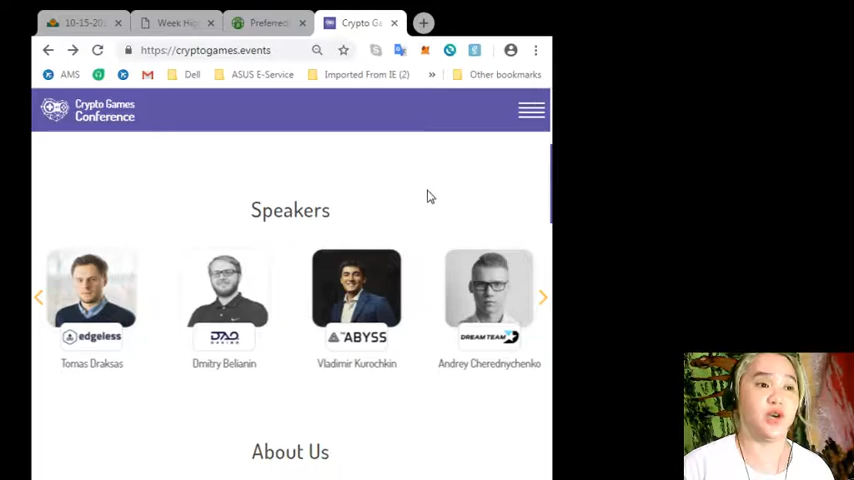 10-15-20
Week Hig
Preferred
Crypto Ga
https://cryptogames.events
AMS
Dell
ASUS E-Service
Imported From IE (2)
»
Other bookmarks
Crypto Games
Conference
Speakers
edgeless
DAO
THE ABYSS
DREAM TEAM
Tomas Draksas
Dmitry Belianin
Vladimir Kurochkin
Andrey Cherednychenko
About Us